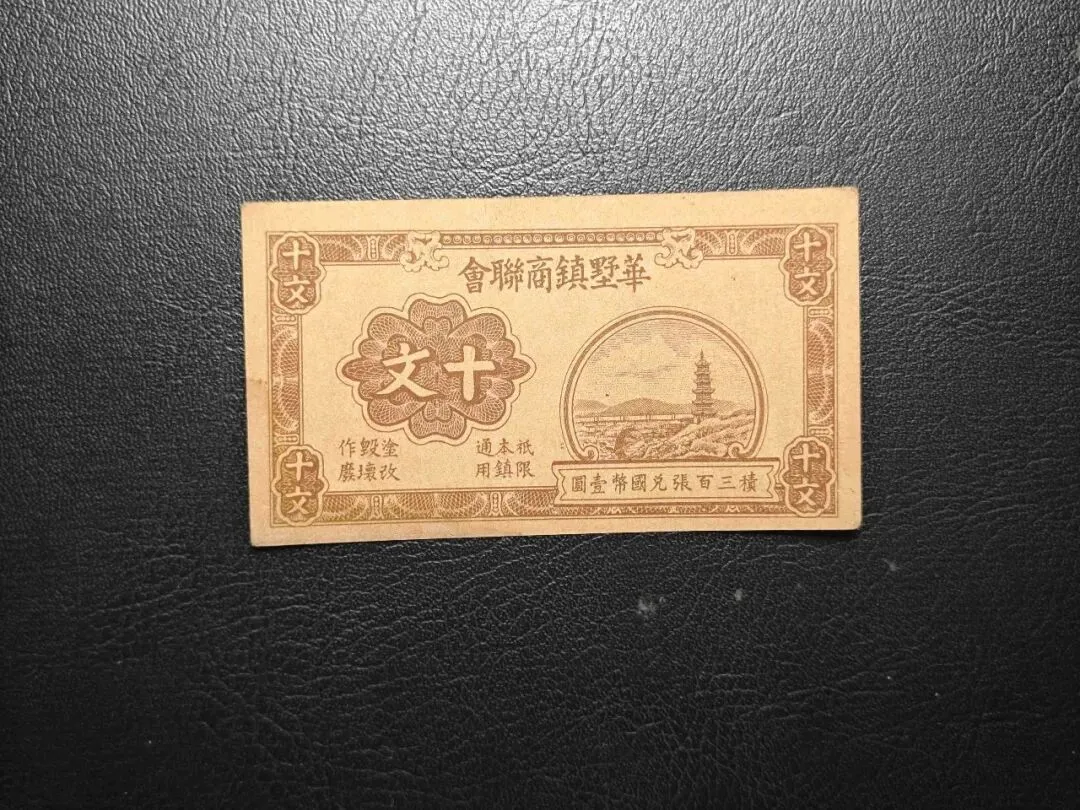 十文
十文
華墅鎮商聯會
十文
祇限本鎮通用
塗改毀壞作廢
積三百張兌國幣壹圓
十文
十文